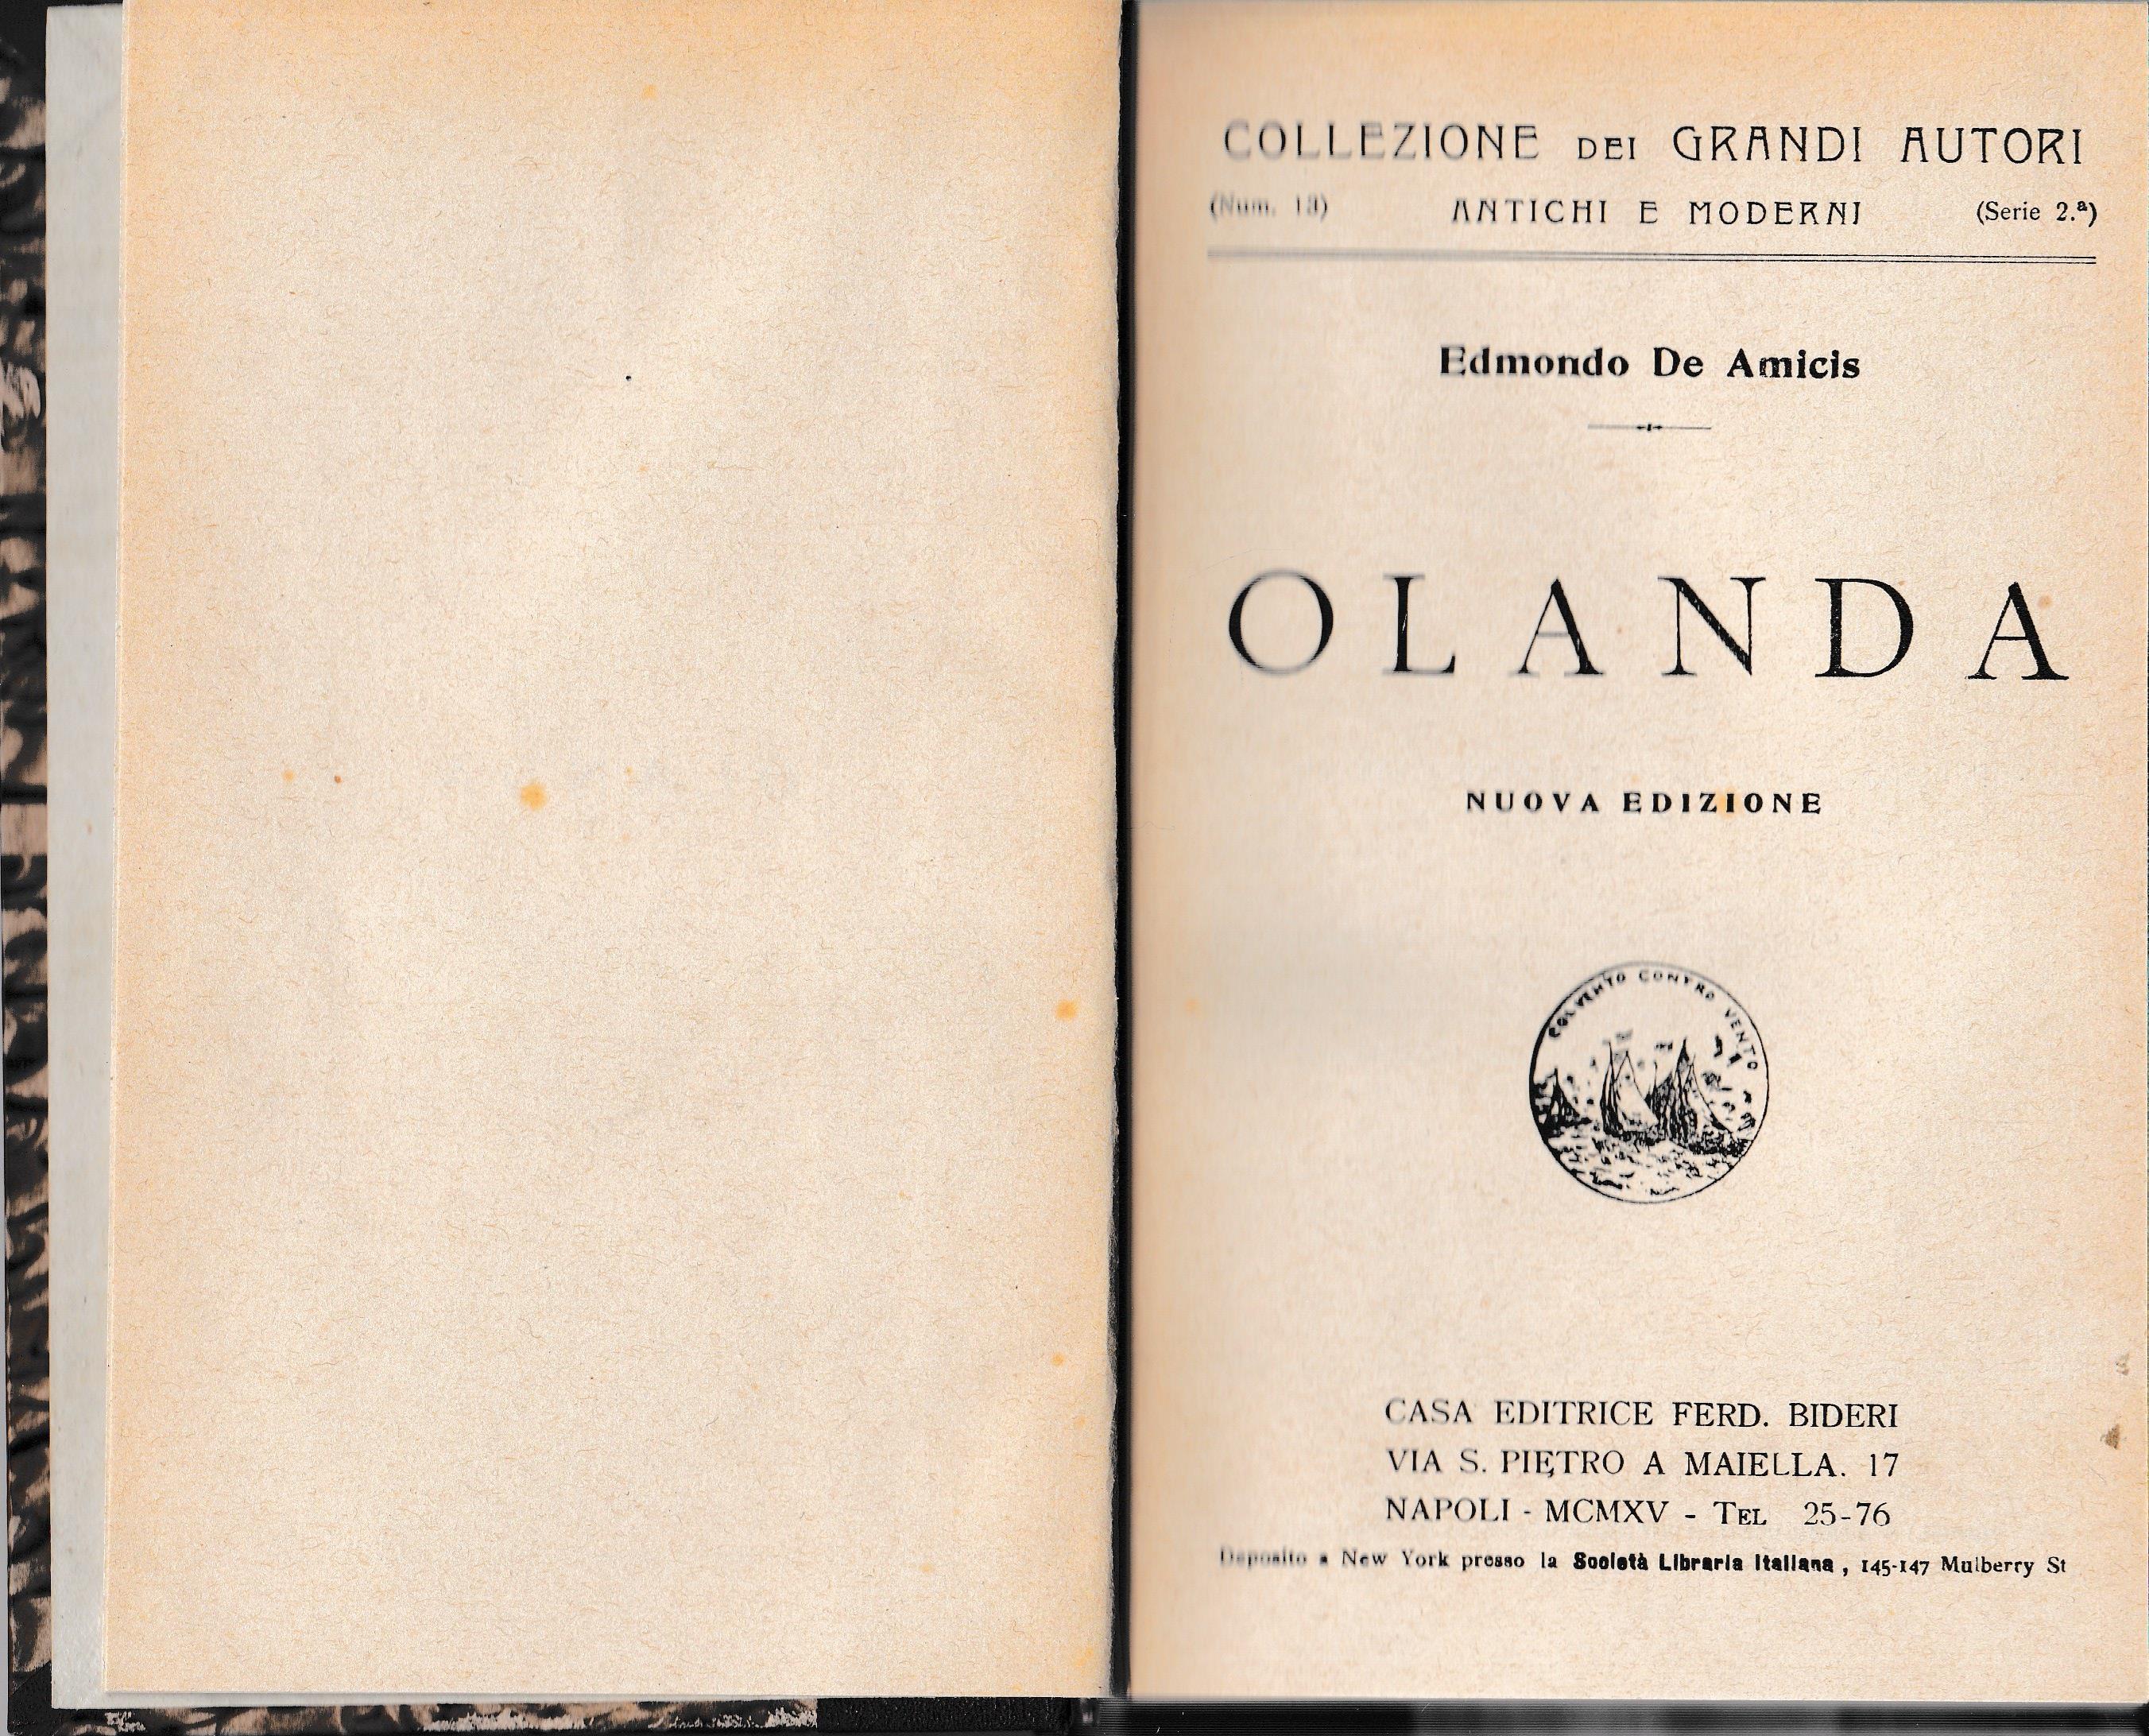 COLLEZIONE DEI GRANDI AUTORI
(Num. 13) ANTICHI E MODERNI (Serie 2.ª)
Edmondo De Amicis
OLANDA
NUOVA EDIZIONE
COL VENTO CONTRO VENTO
CASA EDITRICE FERD. BIDERI
VIA S. PIETRO A MAIELLA. 17
NAPOLI - MCMXV - TEL 25-76
Deposito a New York presso la Società Libraria Italiana, 145-147 Mulberry St